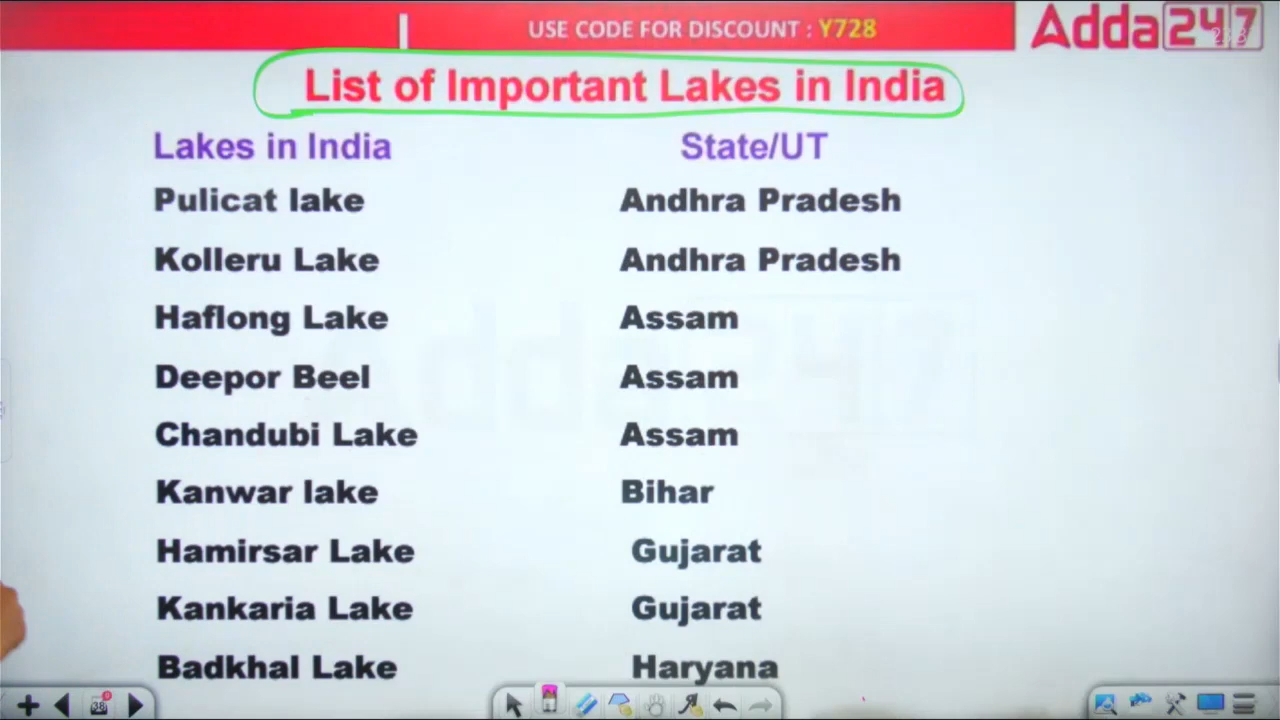 USE CODE FOR DISCOUNT : Y728
Adda247
List of Important Lakes in India
Lakes in India State/UT
Pulicat lake Andhra Pradesh
Kolleru Lake Andhra Pradesh
Haflong Lake Assam
Deepor Beel Assam
Chandubi Lake Assam
Kanwar lake Bihar
Hamirsar Lake Gujarat
Kankaria Lake Gujarat
Badkhal Lake Haryana
38